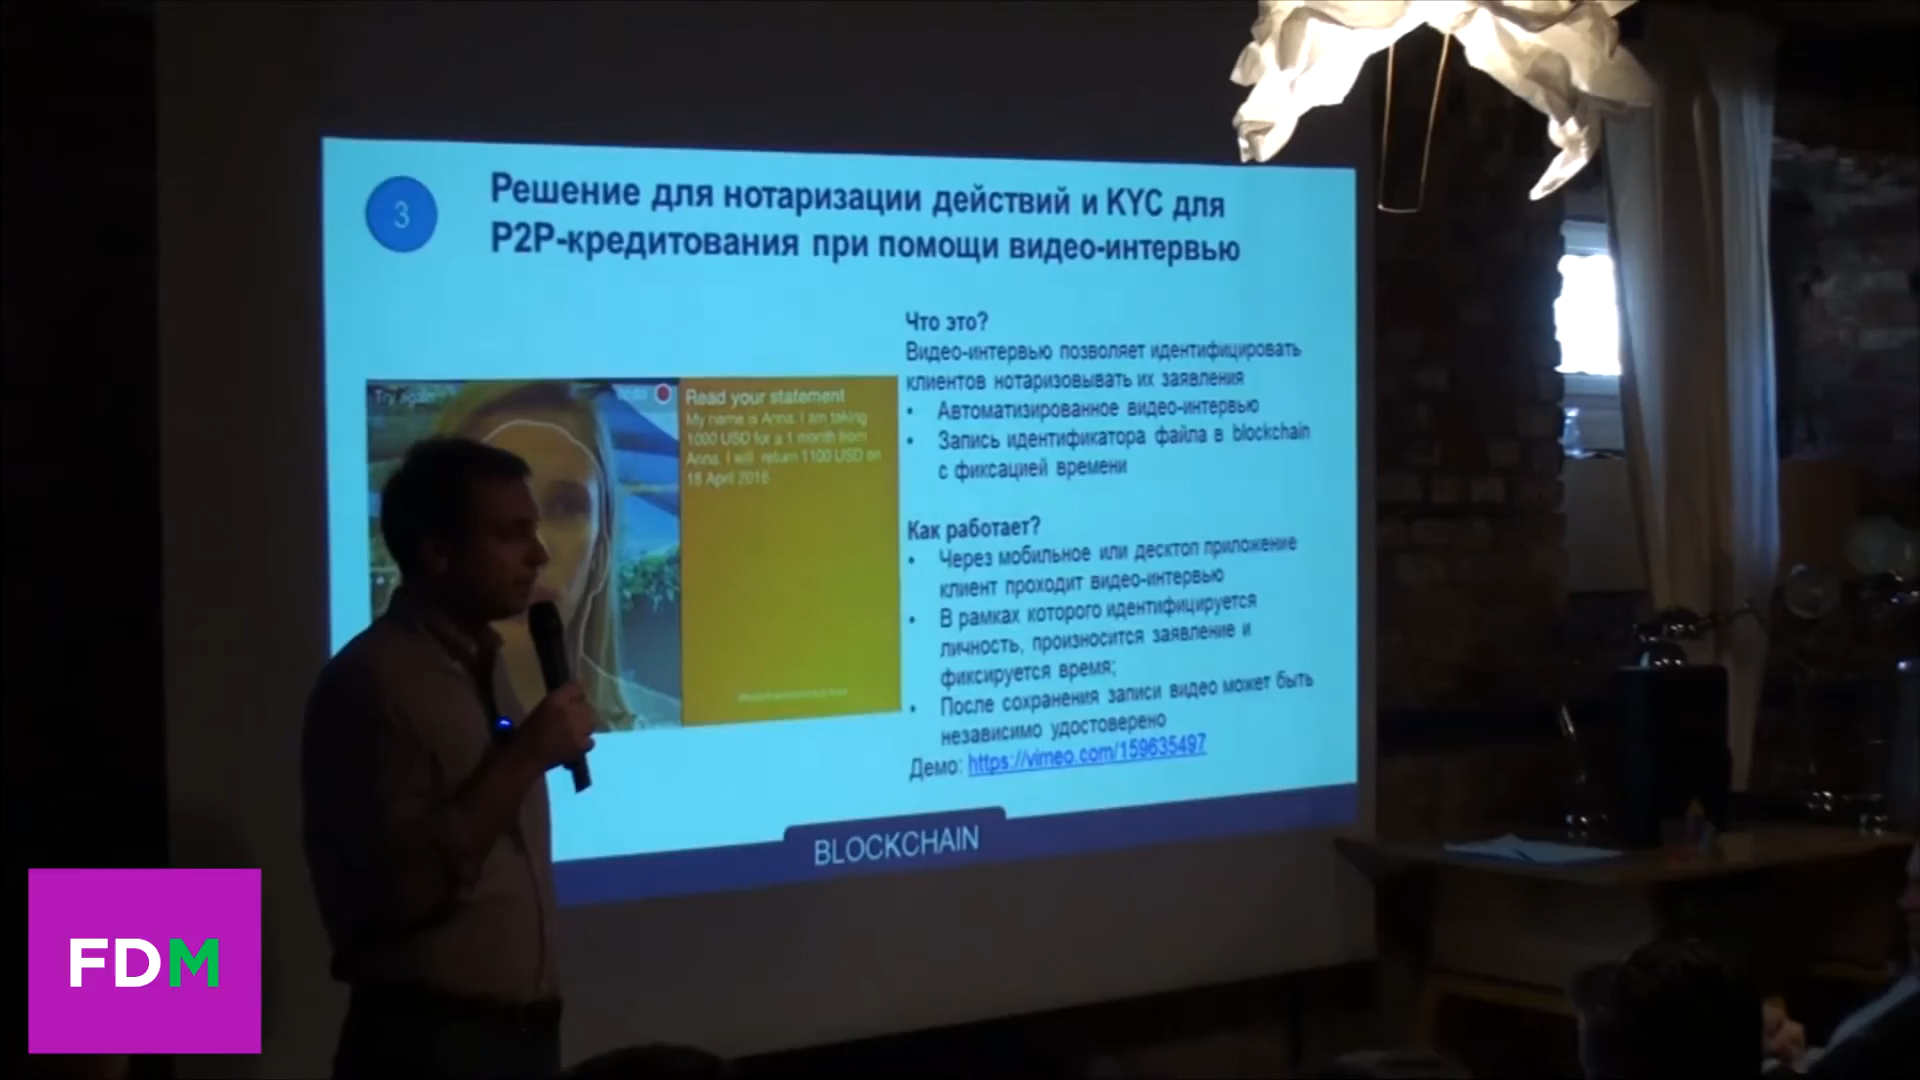 3
Решение для нотаризации действий и KYC для
P2P-кредитования при помощи видео-интервью
Try again
Read your statement
My name is Anna. I am taking
1000 USD for a 1 month from
Anna. I will return 1100 USD on
18 April 2016
Что это?
Видео-интервью позволяет идентифицировать
клиентов нотаризовывать их заявления
• Автоматизированное видео-интервью
• Запись идентификатора файла в blockchain
с фиксацией времени
Как работает?
• Через мобильное или десктоп приложение
клиент проходит видео-интервью
• В рамках которого идентифицируется
личность, произносится заявление и
фиксируется время;
• После сохранения записи видео может быть
независимо удостоверено
Демо: https://vimeo.com/159635497
BLOCKCHAIN
FDM